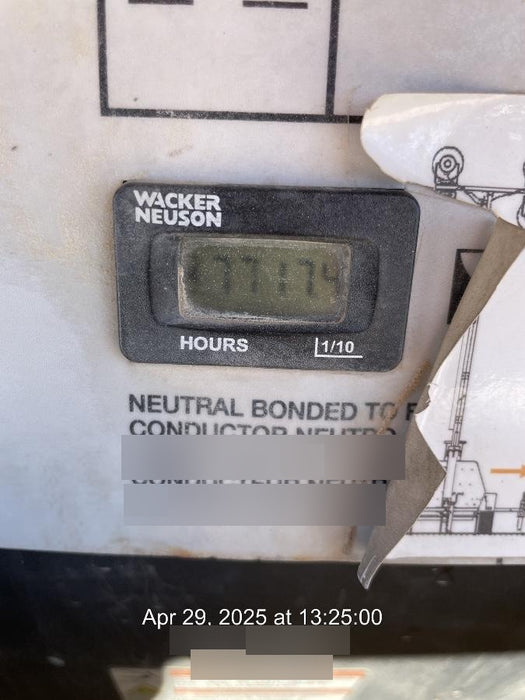 WACKER
NEUSON
HOURS
1/10
NEUTRAL BONDED TO
CONDUCTOR NEUTRO
Apr 29, 2025 at 13:25:00